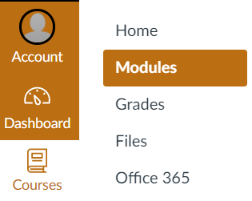 Account
Dashboard
Courses
Home
Modules
Grades
Files
Office 365